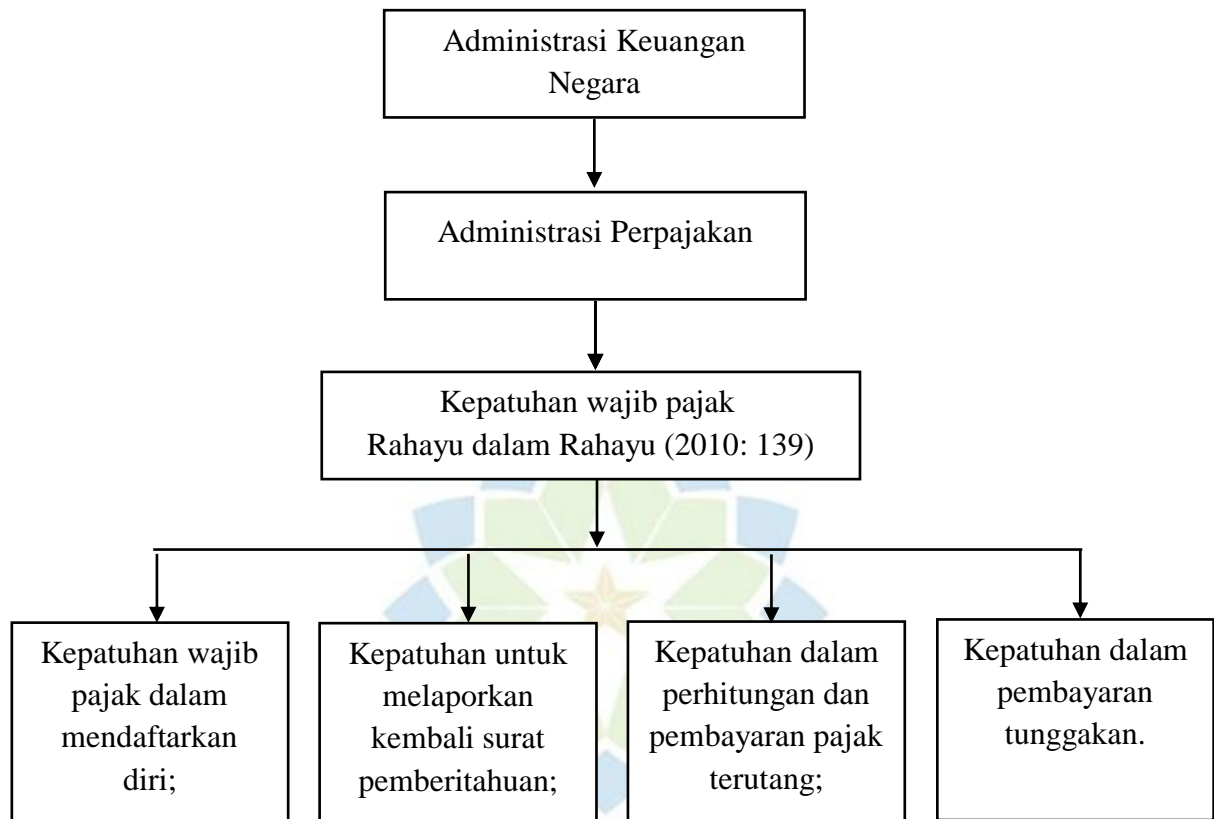 Administrasi Keuangan
Negara
Administrasi Perpajakan
Kepatuhan wajib pajak
Rahayu dalam Rahayu (2010: 139)
Kepatuhan wajib
pajak dalam
mendaftarkan
diri;
Kepatuhan untuk
melaporkan
kembali surat
pemberitahuan;
Kepatuhan dalam
perhitungan dan
pembayaran pajak
terutang;
Kepatuhan dalam
pembayaran
tunggakan.